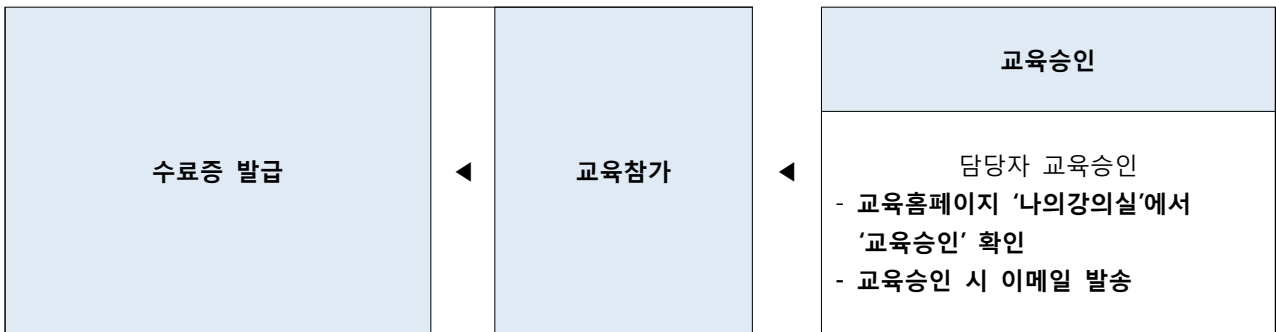 교육승인
수료증 발급
◀
교육참가
◀
담당자 교육승인
- 교육홈페이지 ‘나의강의실’에서
‘교육승인’ 확인
- 교육승인 시 이메일 발송